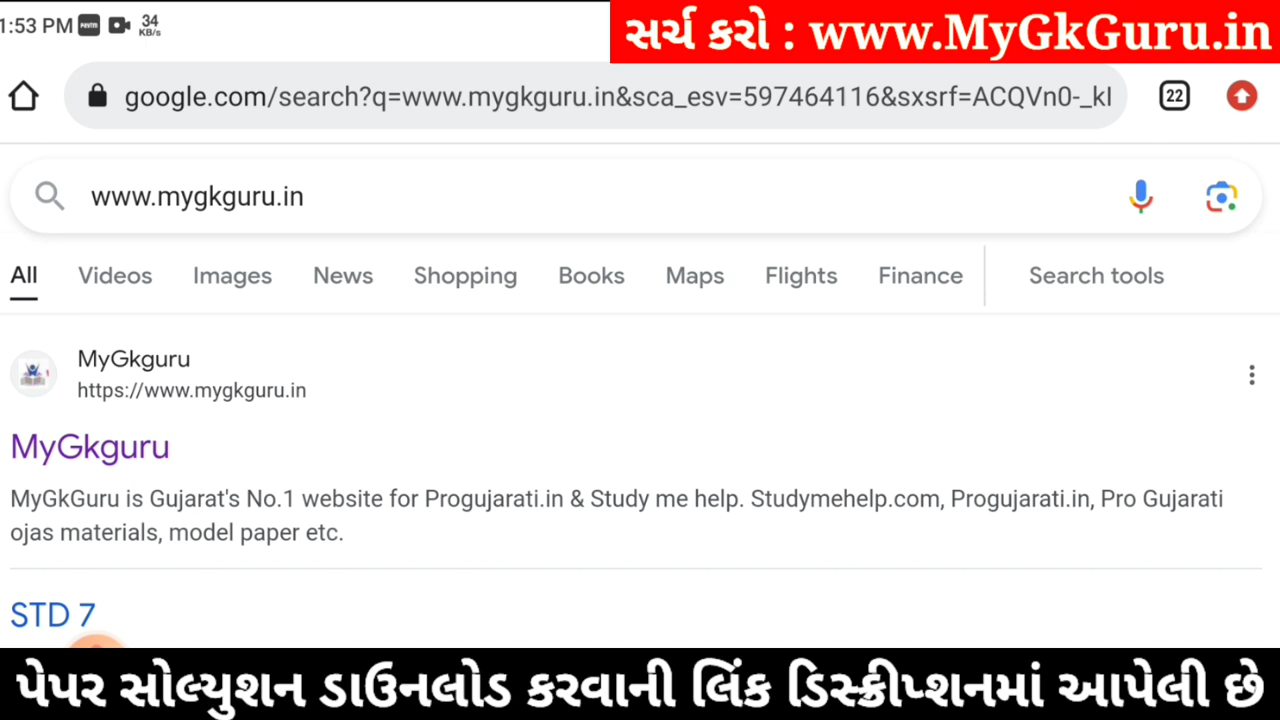 1:53 PM paytm 34 KB/s
સર્ચ કરો : www.MyGkGuru.in
google.com/search?q=www.mygkguru.in&sca_esv=597464116&sxsrf=ACQVn0-_kI
22
www.mygkguru.in
All Videos Images News Shopping Books Maps Flights Finance Search tools
MyGkguru
https://www.mygkguru.in
MyGkguru
MyGkGuru is Gujarat's No.1 website for Progujarati.in & Study me help. Studymehelp.com, Progujarati.in, Pro Gujarati
ojas materials, model paper etc.
STD 7
પેપર સોલ્યુશન ડાઉનલોડ કરવાની લિંક ડિસ્ક્રીપ્શનમાં આપેલી છે